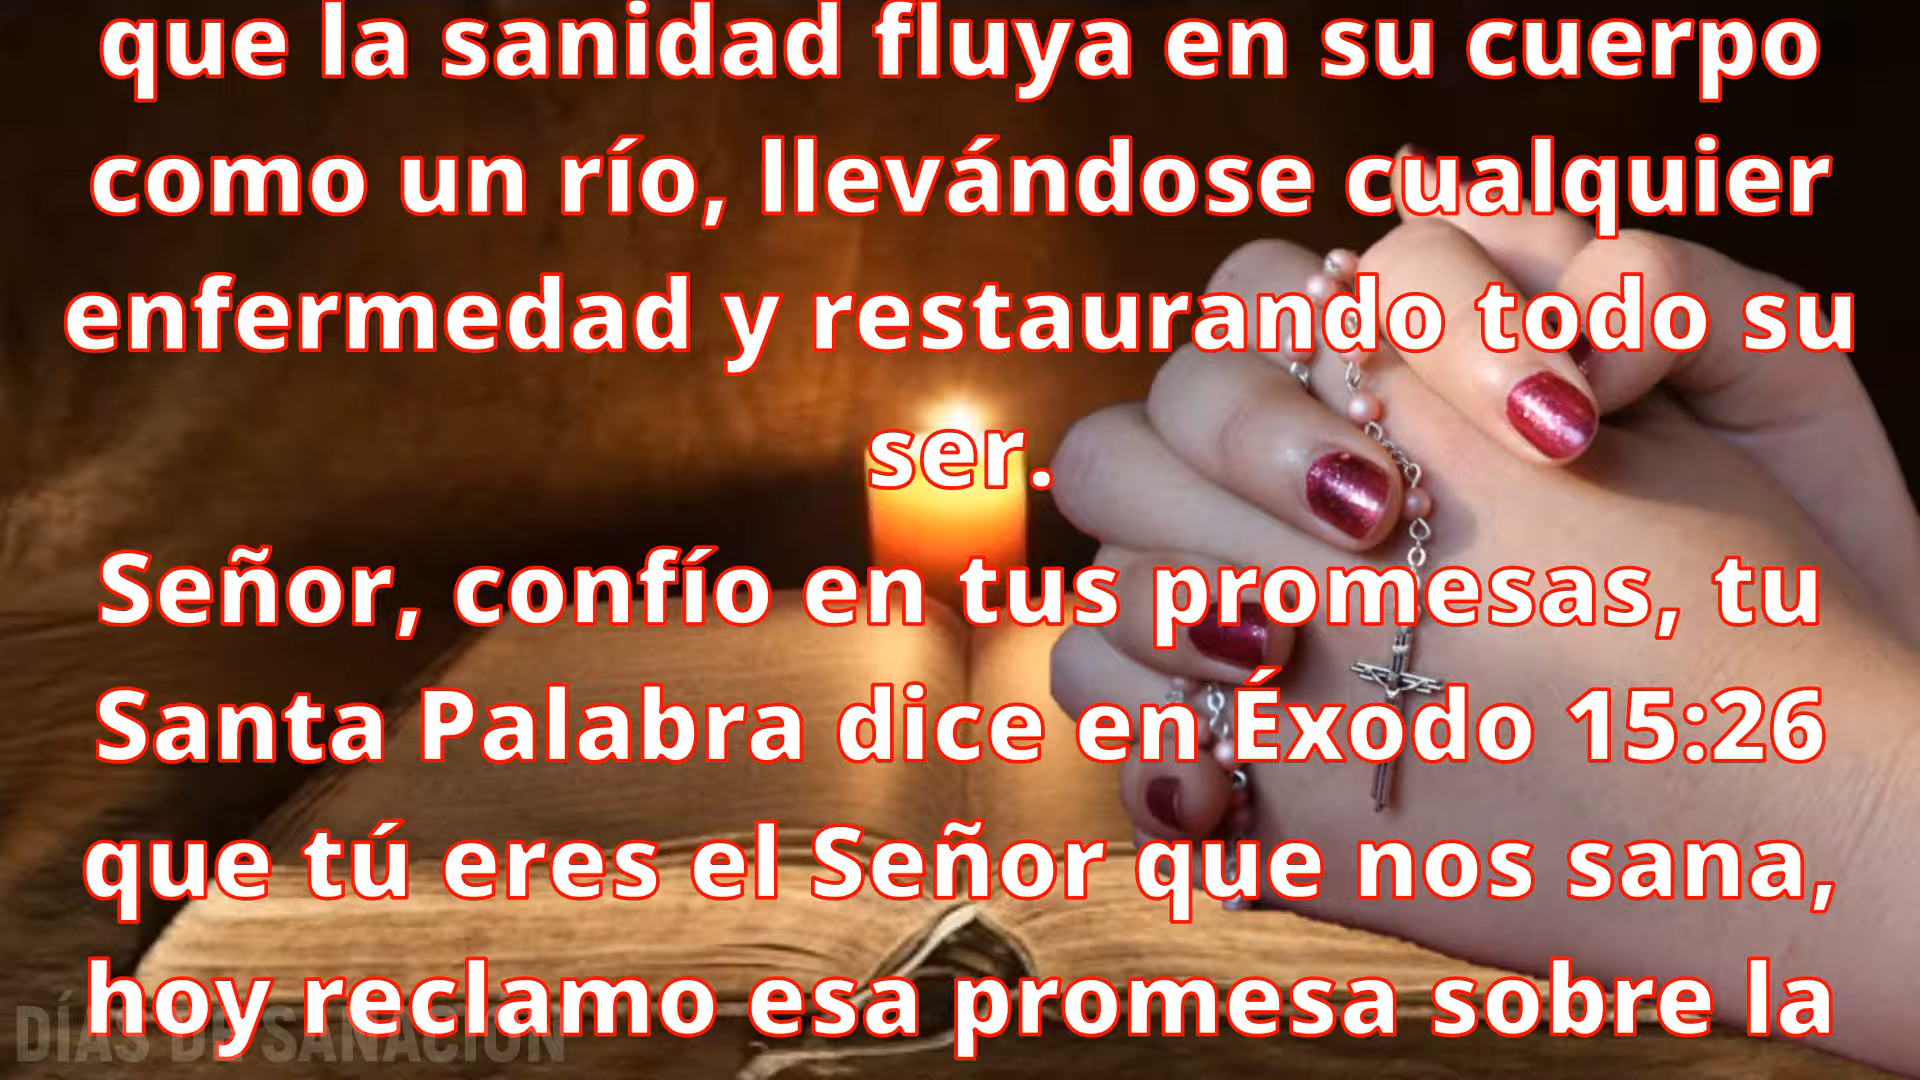 que la sanidad fluya en su cuerpo
como un río, llevándose cualquier
enfermedad y restaurando todo su
ser.
Señor, confío en tus promesas, tu
Santa Palabra dice en Éxodo 15:26
que tú eres el Señor que nos sana,
hoy reclamo esa promesa sobre la
DÍAS DE SANACIÓN